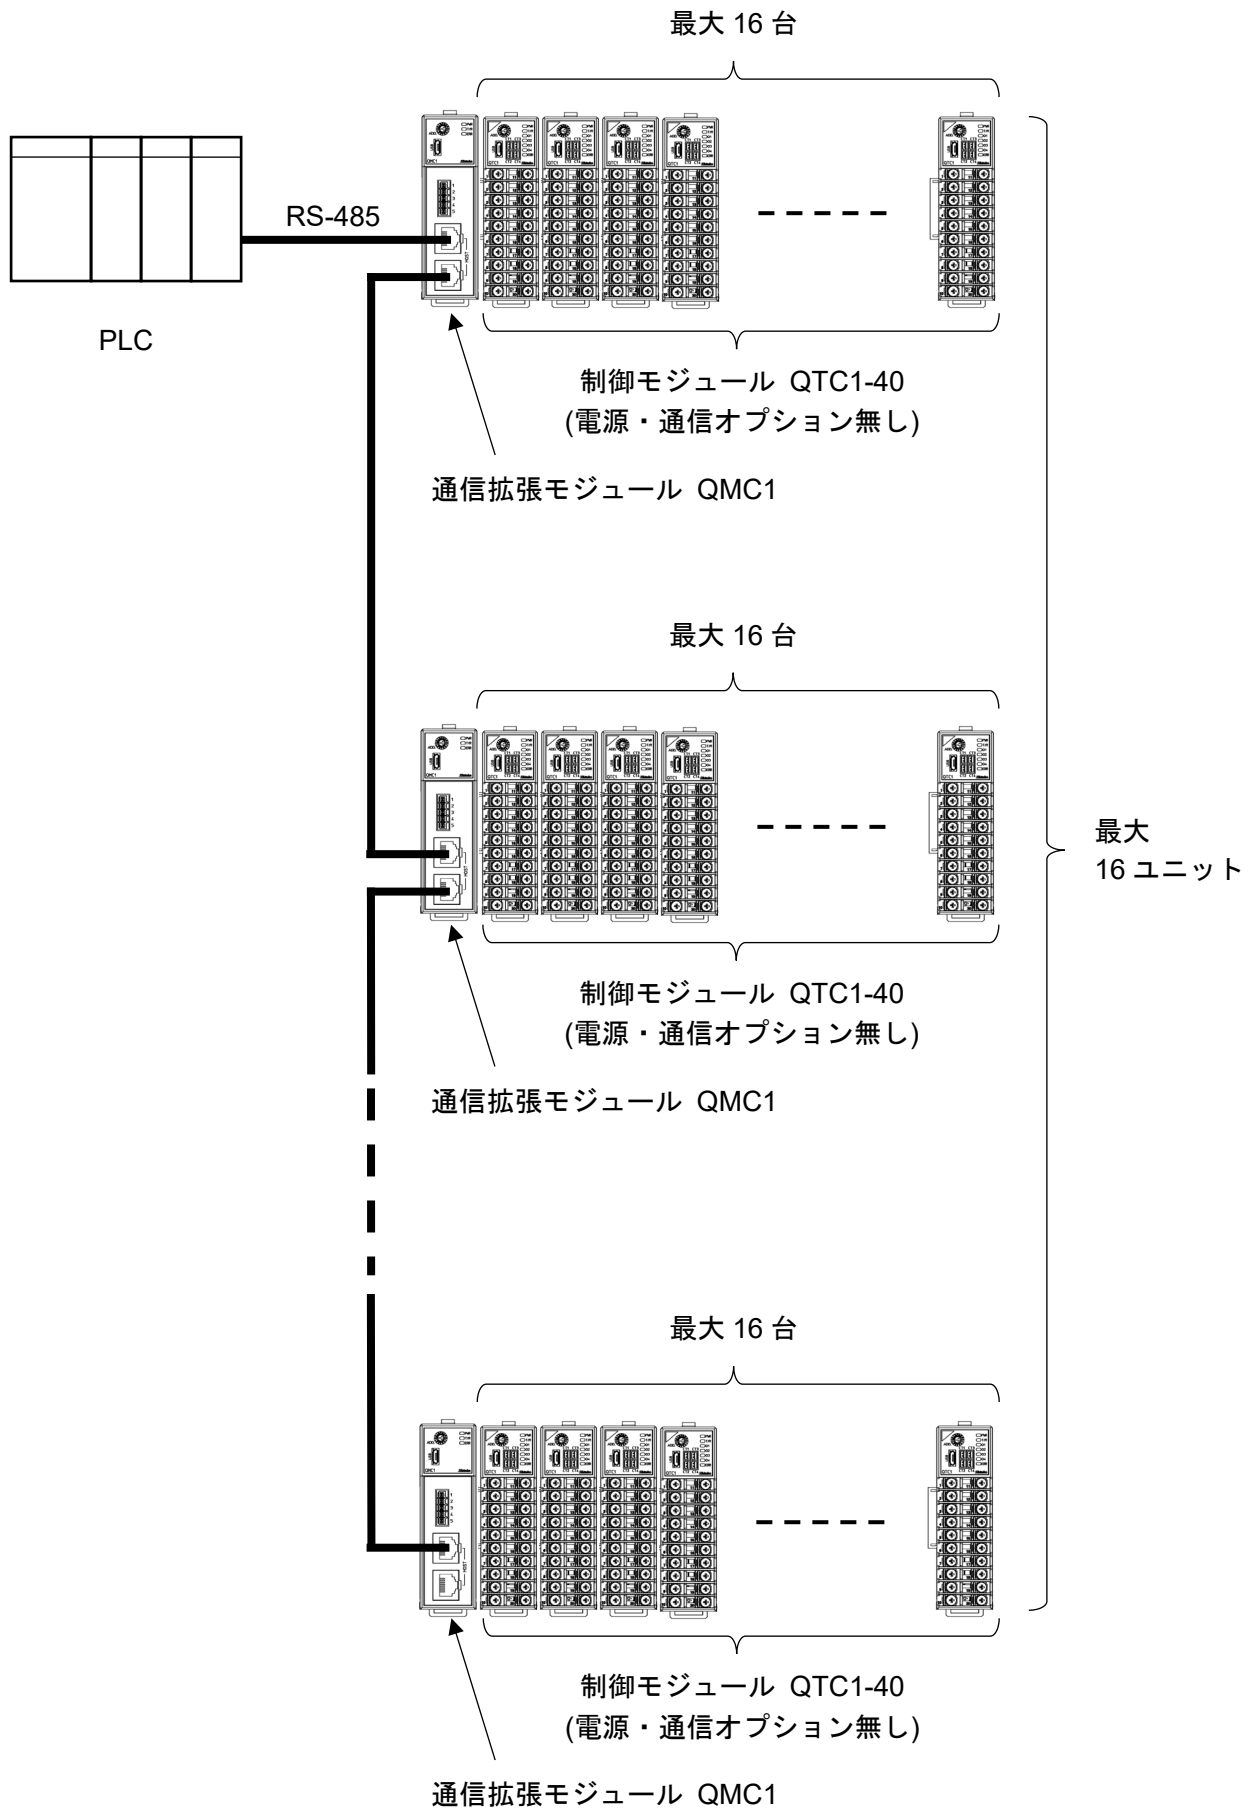 最大 16 台
RS-485
PLC
制御モジュール QTC1-40
(電源・通信オプション無し)
通信拡張モジュール QMC1
最大 16 台
最大
16 ユニット
制御モジュール QTC1-40
(電源・通信オプション無し)
通信拡張モジュール QMC1
最大 16 台
制御モジュール QTC1-40
(電源・通信オプション無し)
通信拡張モジュール QMC1